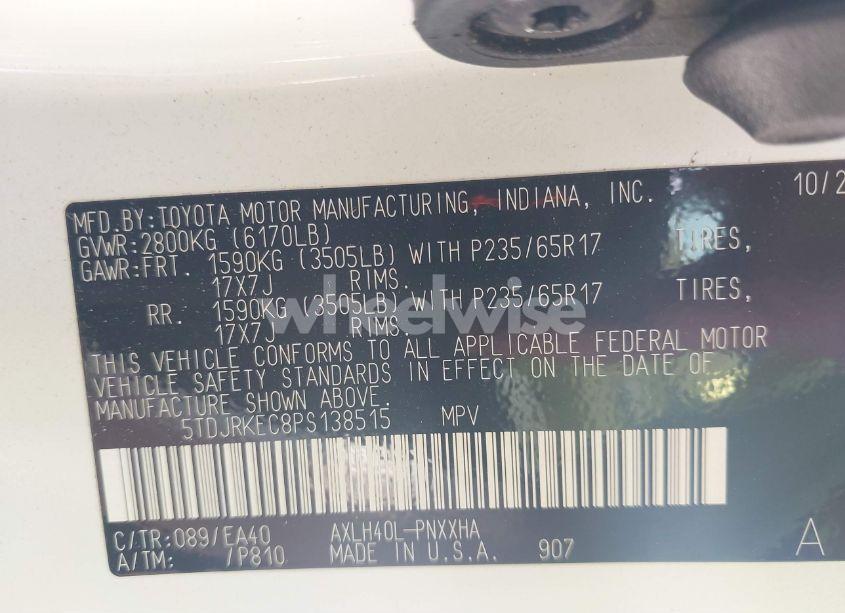 MFD.BY:TOYOTA MOTOR MANUFACTURING, INDIANA, INC. 10/2
GVWR:2800KG (6170LB)
GAWR:FRT. 1590KG (3505LB) WITH P235/65R17 TIRES,
17X7J RIMS.
RR. 1590KG (3505LB) WITH P235/65R17 TIRES,
17X7J RIMS.
wheelwise
THIS VEHICLE CONFORMS TO ALL APPLICABLE FEDERAL MOTOR
VEHICLE SAFETY STANDARDS IN EFFECT ON THE DATE OF
MANUFACTURE SHOWN ABOVE.
5TDJRKEC8PS138515 MPV
C/TR:089/EA40 AXLH40L-PNXXHA
A/TM: /P810 MADE IN U.S.A. 907 A